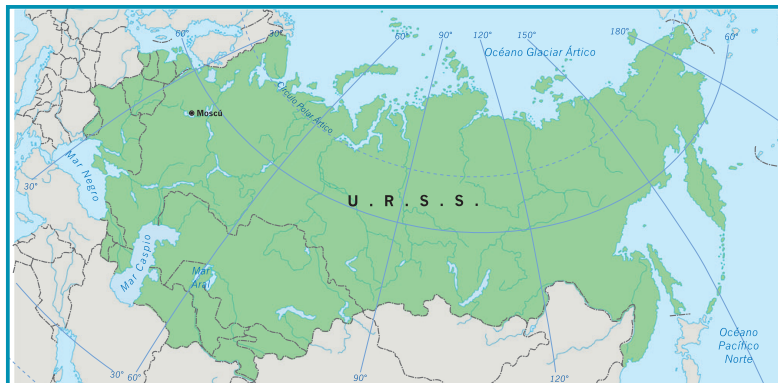 60°
30°
60°
90°
120°
150°
180°
60°
Océano Glaciar Ártico
Círculo Polar Ártico
Moscú
Mar Negro
30°
U . R . S . S .
Mar Caspio
Mar
Aral
Océano
Pacífico
Norte
30°
60°
90°
120°